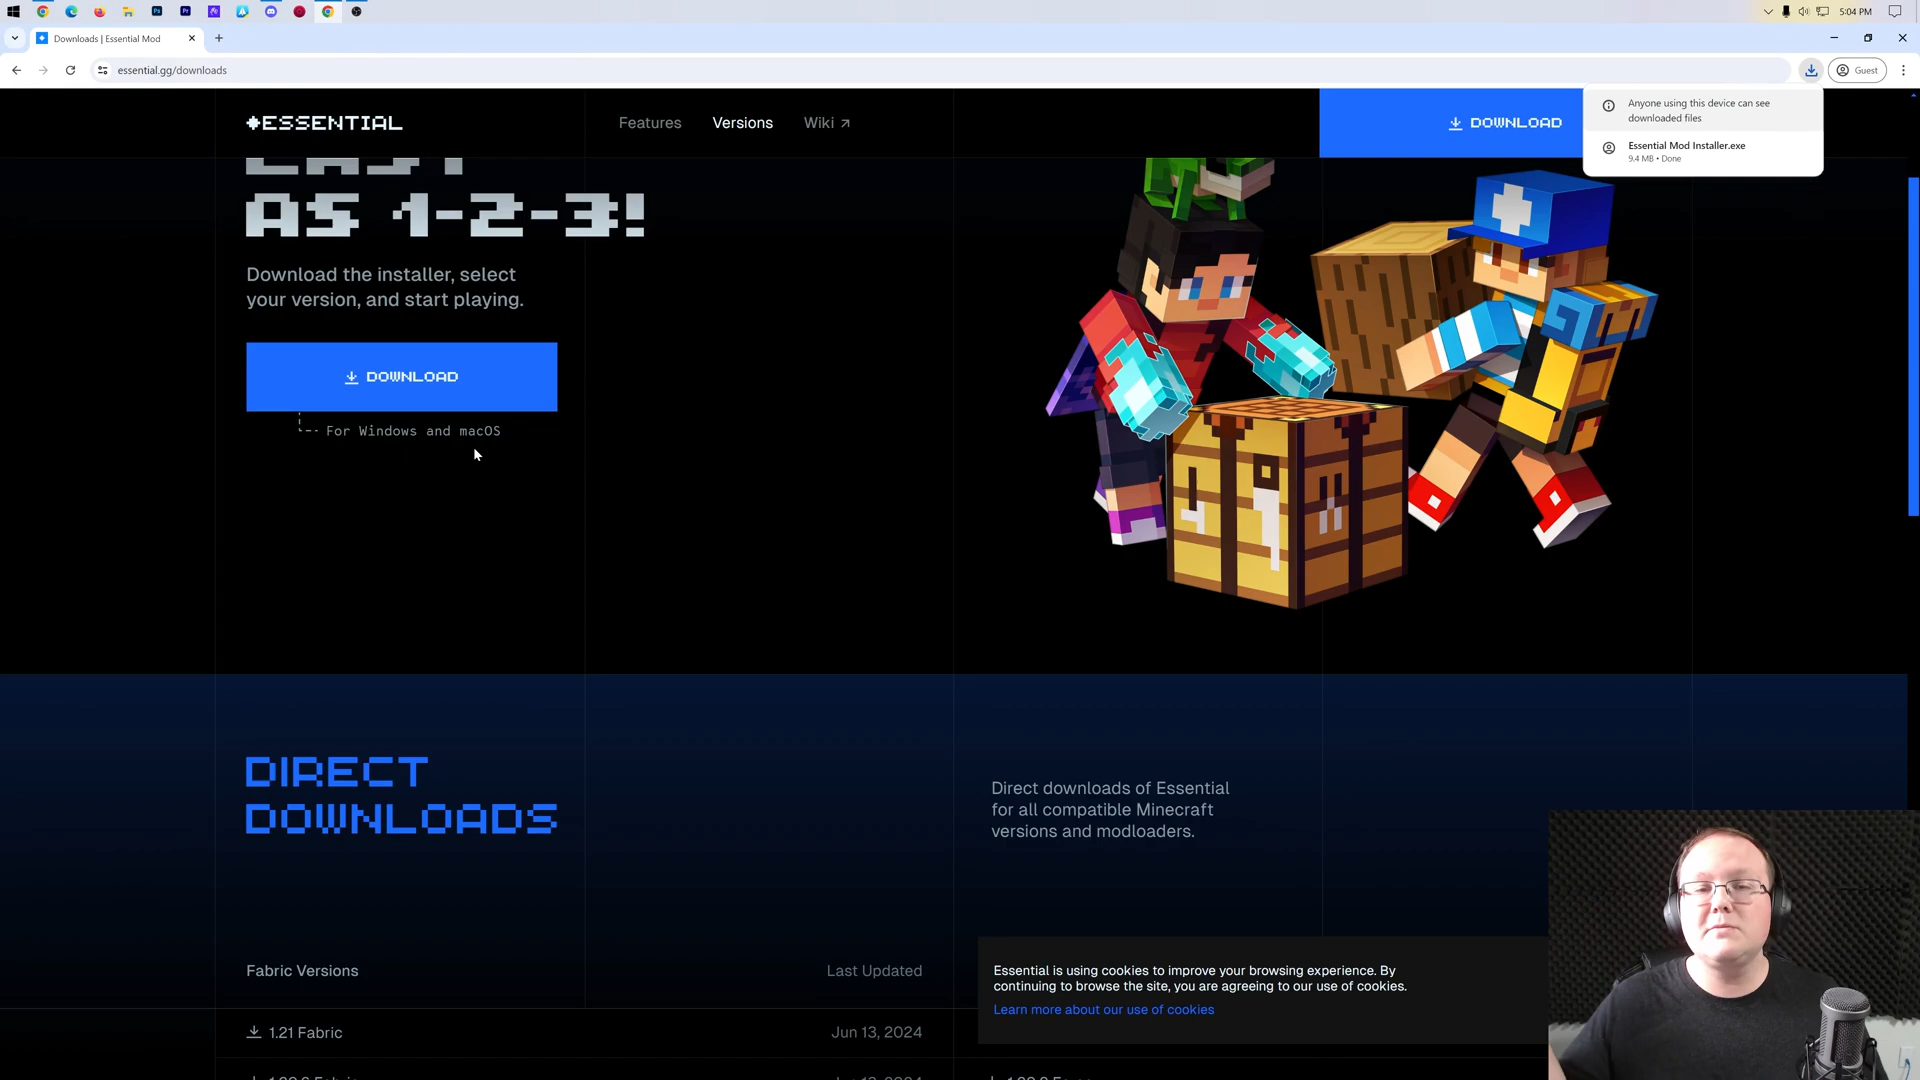 5:04 PM
Downloads | Essential Mod
essential.gg/downloads
Guest
Anyone using this device can see
downloaded files
Essential Mod Installer.exe
9.4 MB • Done
ESSENTIAL
Features
Versions
Wiki ↗
DOWNLOAD
AS 1-2-3!
Download the installer, select
your version, and start playing.
DOWNLOAD
For Windows and macOS
DIRECT
DOWNLOADS
Direct downloads of Essential
for all compatible Minecraft
versions and modloaders.
Fabric Versions
Last Updated
Essential is using cookies to improve your browsing experience. By
continuing to browse the site, you are agreeing to our use of cookies.
Learn more about our use of cookies
1.21 Fabric
Jun 13, 2024